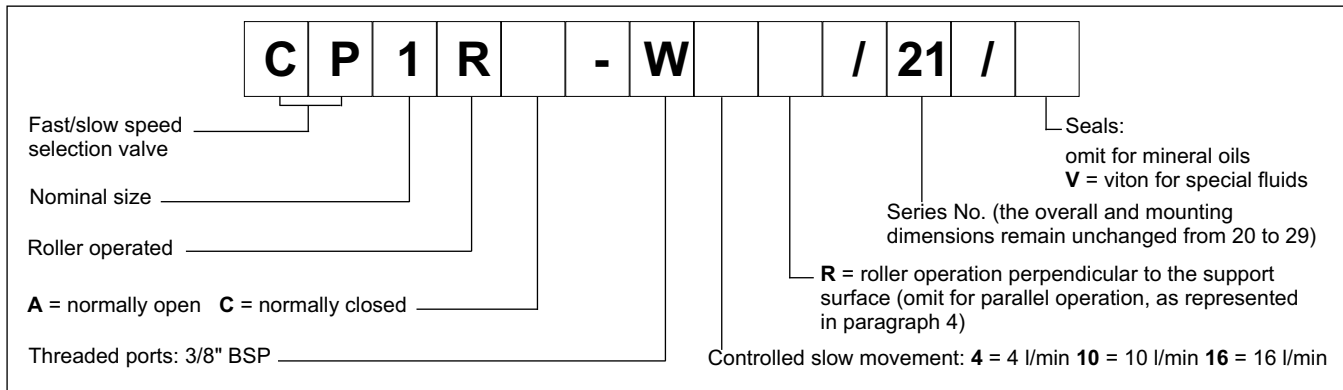 C P 1 R - W / 21 /
Fast/slow speed
selection valve
Nominal size
Roller operated
A = normally open C = normally closed
Threaded ports: 3/8" BSP
Seals:
omit for mineral oils
V = viton for special fluids
Series No. (the overall and mounting
dimensions remain unchanged from 20 to 29)
R = roller operation perpendicular to the support
surface (omit for parallel operation, as represented
in paragraph 4)
Controlled slow movement: 4 = 4 l/min 10 = 10 l/min 16 = 16 l/min